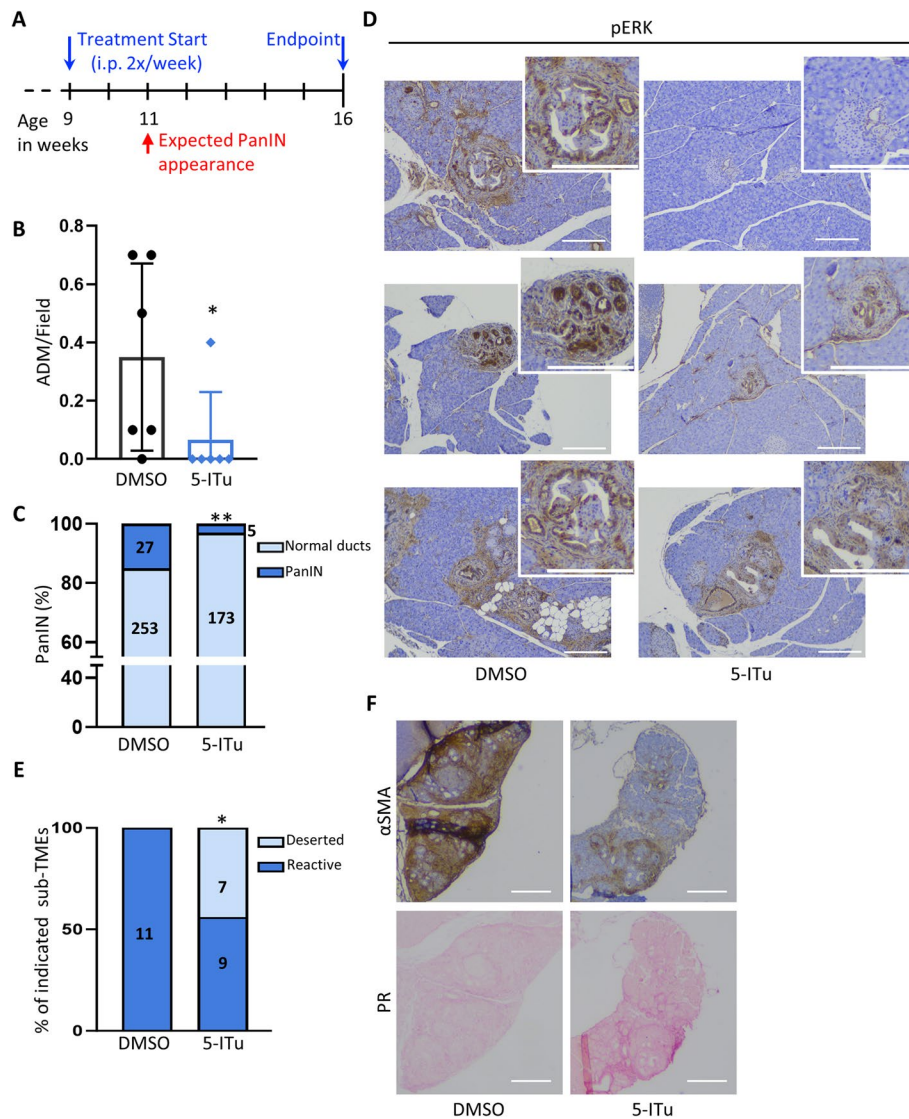 A
Treatment Start
(i.p. 2x/week)
Endpoint
Age
in weeks
9
11
16
Expected PanIN
appearance
B
ADM/Field
0.8
0.6
0.4
0.2
0.0
*
DMSO
5-ITu
C
PanIN (%)
100
80
60
40
0
27
253
**
5
173
Normal ducts
PanIN
DMSO
5-ITu
D
pERK
DMSO
5-ITu
E
% of indicated sub-TMEs
100
50
0
11
*
7
9
Deserted
Reactive
DMSO
5-ITu
F
αSMA
PR
DMSO
5-ITu